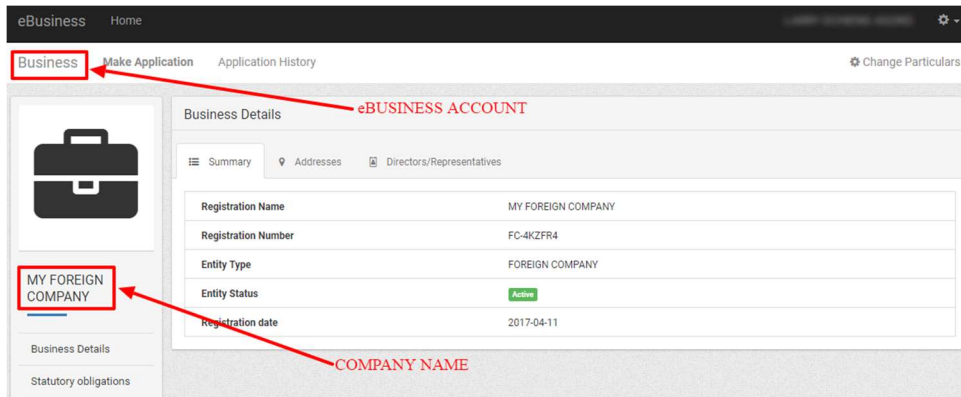 eBusiness Home
Business Make Application Application History Change Particulars
eBUSINESS ACCOUNT
Business Details
Summary Addresses Directors/Representatives
Registration Name MY FOREIGN COMPANY
Registration Number FC-4KZFR4
Entity Type FOREIGN COMPANY
Entity Status Active
Registration date 2017-04-11
MY FOREIGN
COMPANY
COMPANY NAME
Business Details
Statutory obligations